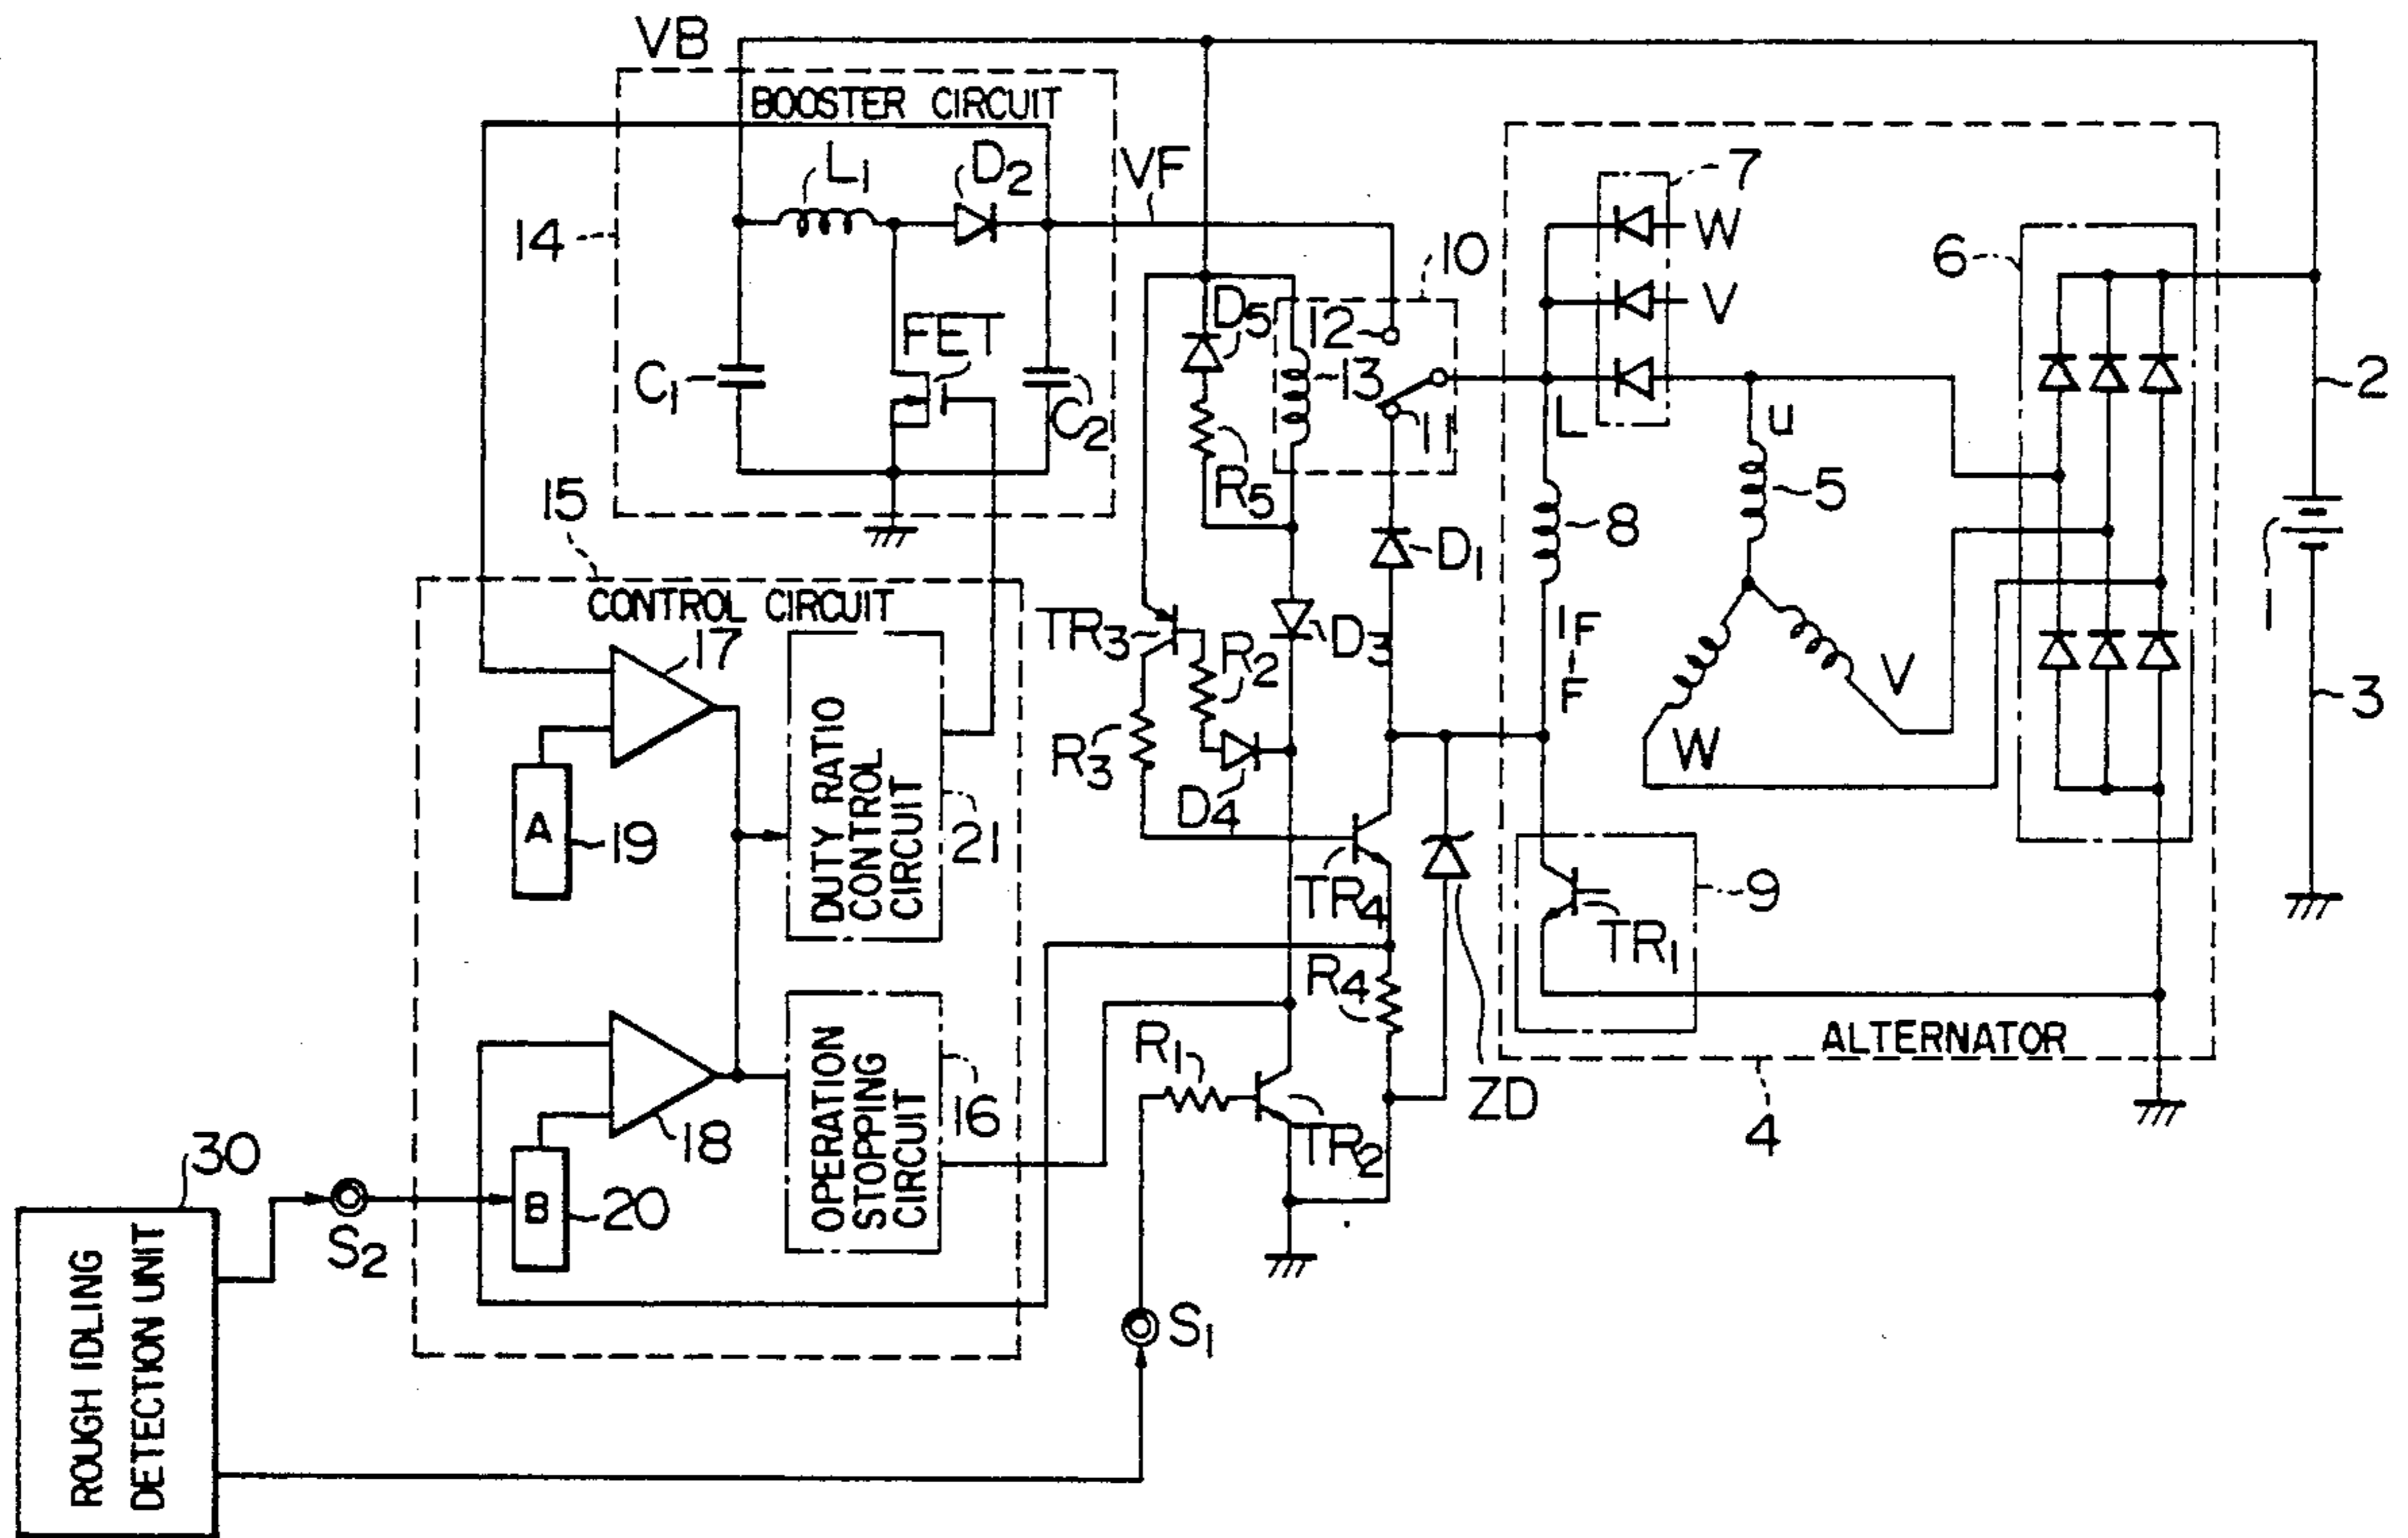 VB
BOOSTER CIRCUIT
L1
D2
VF
7
14
W
10
6
V
D5
12
FET
C1
13
2
C2
11
L
u
R5
15
5
8
D1
1
CONTROL CIRCUIT
17
TR3
R2
D3
IF
F
V
3
R3
W
DUTY RATIO
CONTROL
CIRCUIT
D4
A
19
21
TR4
9
TR1
R4
ALTERNATOR
R1
OPERATION
STOPPING
CIRCUIT
16
ZD
18
TR2
4
30
B
20
S2
S1
ROUGH IDLING
DETECTION UNIT